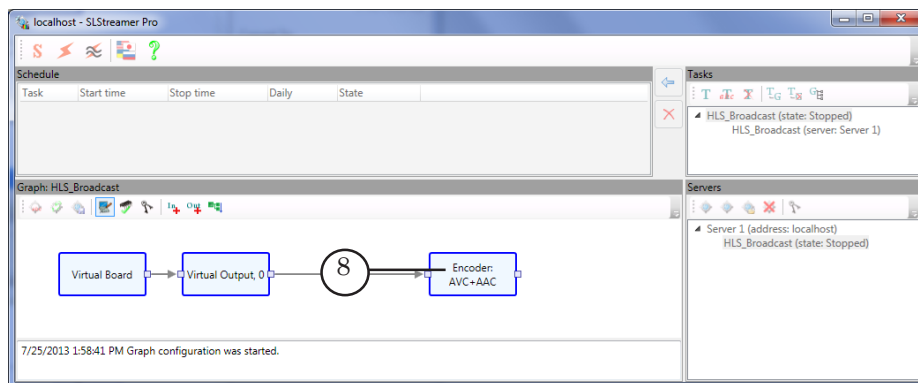 localhost - SLStreamer Pro
Schedule
Task Start time Stop time Daily State
Tasks
HLS_Broadcast (state: Stopped)
HLS_Broadcast (server: Server 1)
Graph: HLS_Broadcast
In Out
Virtual Board
Virtual Output, 0
8
Encoder:
AVC+AAC
7/25/2013 1:58:41 PM Graph configuration was started.
Servers
Server 1 (address: localhost)
HLS_Broadcast (state: Stopped)